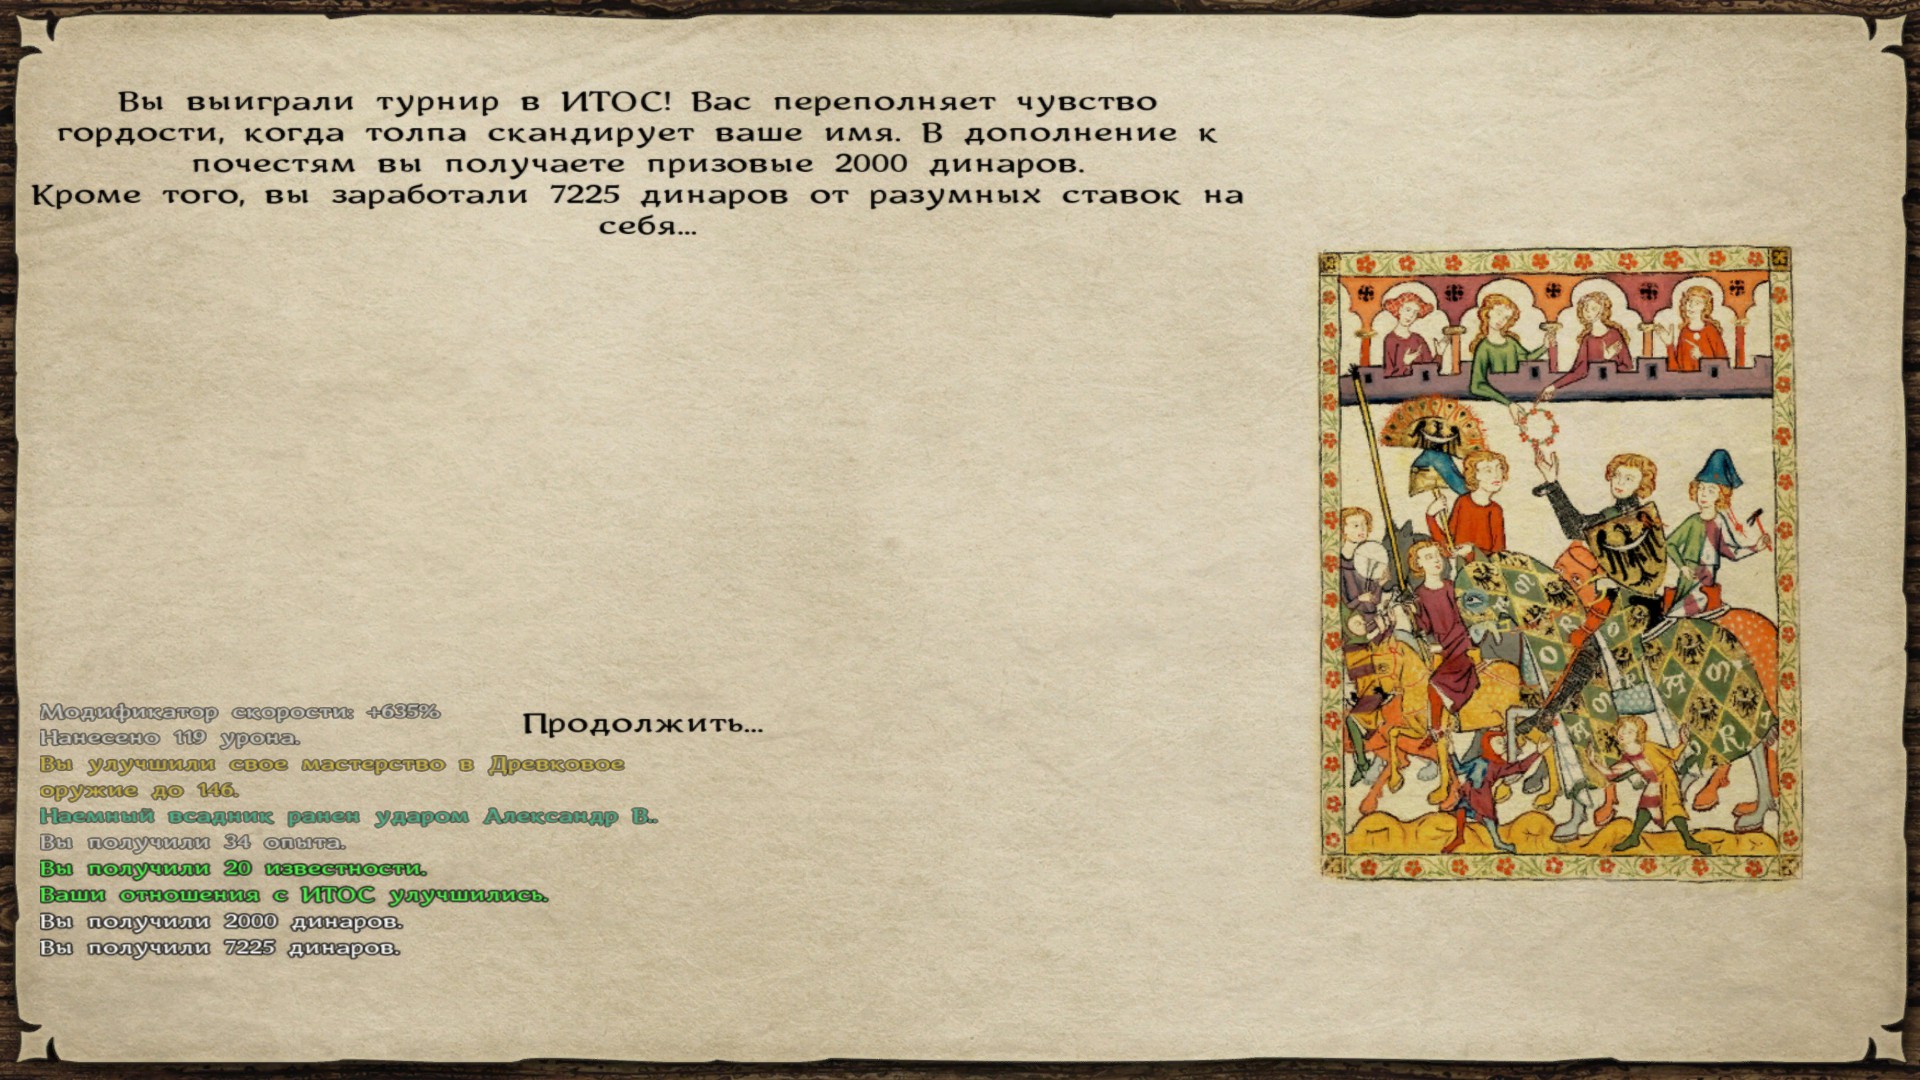 Вы выиграли турнир в ИТОС! Вас переполняет чувство
гордости, когда толпа скандирует ваше имя. В дополнение к
почестям вы получаете призовые 2000 динаров.
Кроме того, вы заработали 7225 динаров от разумных ставок на
себя...
Модификатор скорости: +635%
Нанесено 119 урона.
Вы улучшили свое мастерство в Древковое
оружие до 146.
Наемный всадник ранен ударом Александр В..
Вы получили 34 опыта.
Вы получили 20 известности.
Ваши отношения с ИТОС улучшились.
Вы получили 2000 динаров.
Вы получили 7225 динаров.
Продолжить...